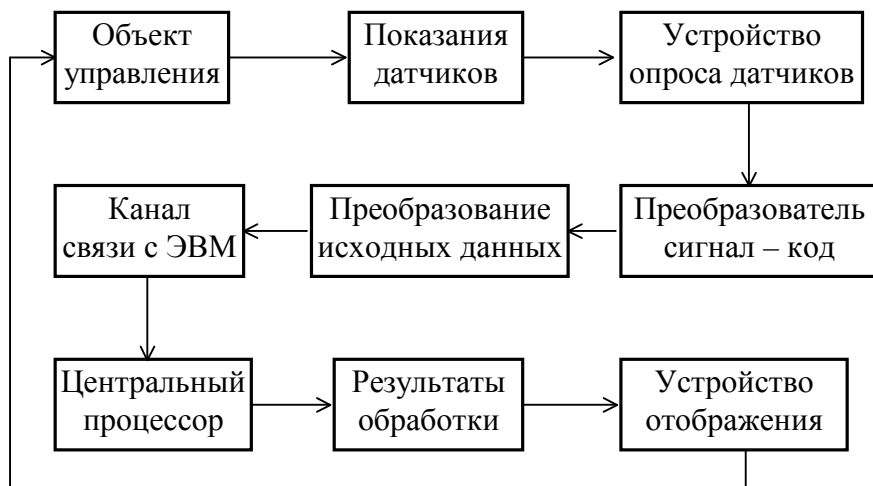 Объект
управления
Показания
датчиков
Устройство
опроса датчиков
Канал
связи с ЭВМ
Преобразование
исходных данных
Преобразователь
сигнал – код
Центральный
процессор
Результаты
обработки
Устройство
отображения